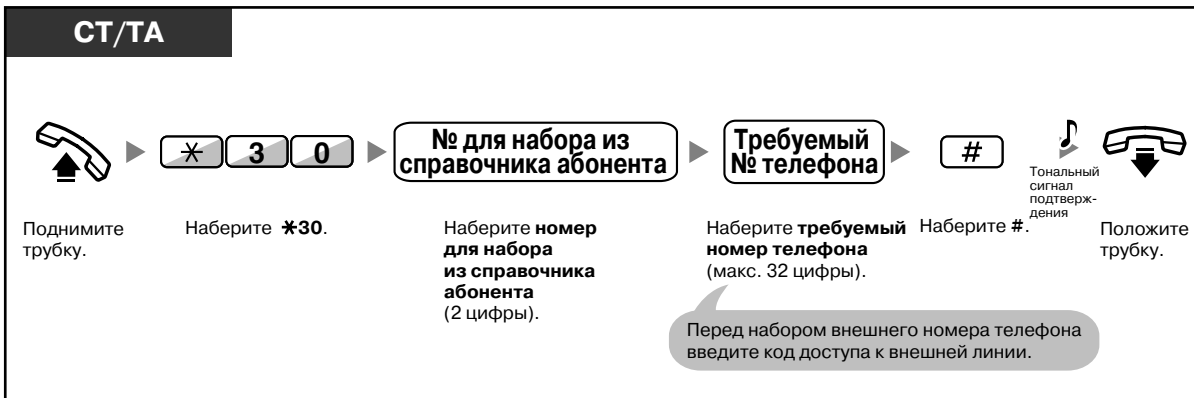 СТ/ТА
✳ 3 0
№ для набора из
справочника абонента
Требуемый
№ телефона
#
Тональный
сигнал
подтверж-
дения
Поднимите
трубку.
Наберите ✳30.
Наберите номер
для набора
из справочника
абонента
(2 цифры).
Наберите требуемый
номер телефона
(макс. 32 цифры).
Наберите #.
Положите
трубку.
Перед набором внешнего номера телефона
введите код доступа к внешней линии.